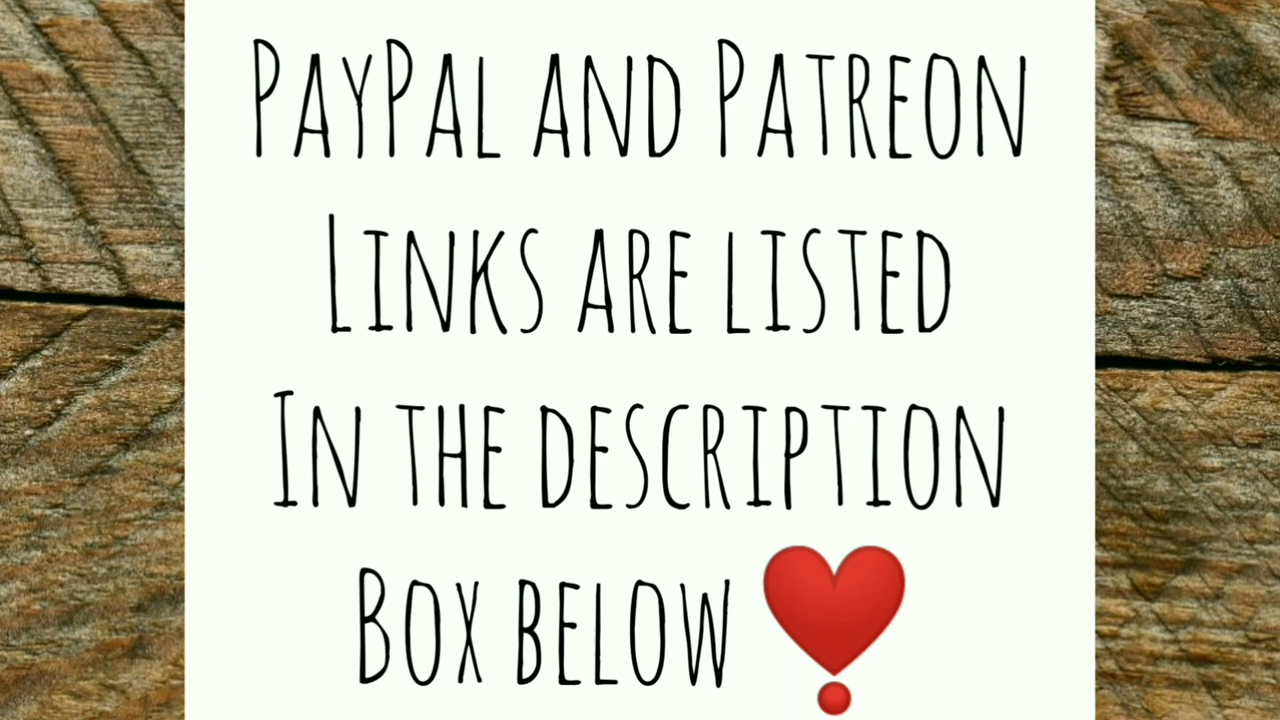 PayPal and Patreon
Links are listed
In the description
Box below ❣️